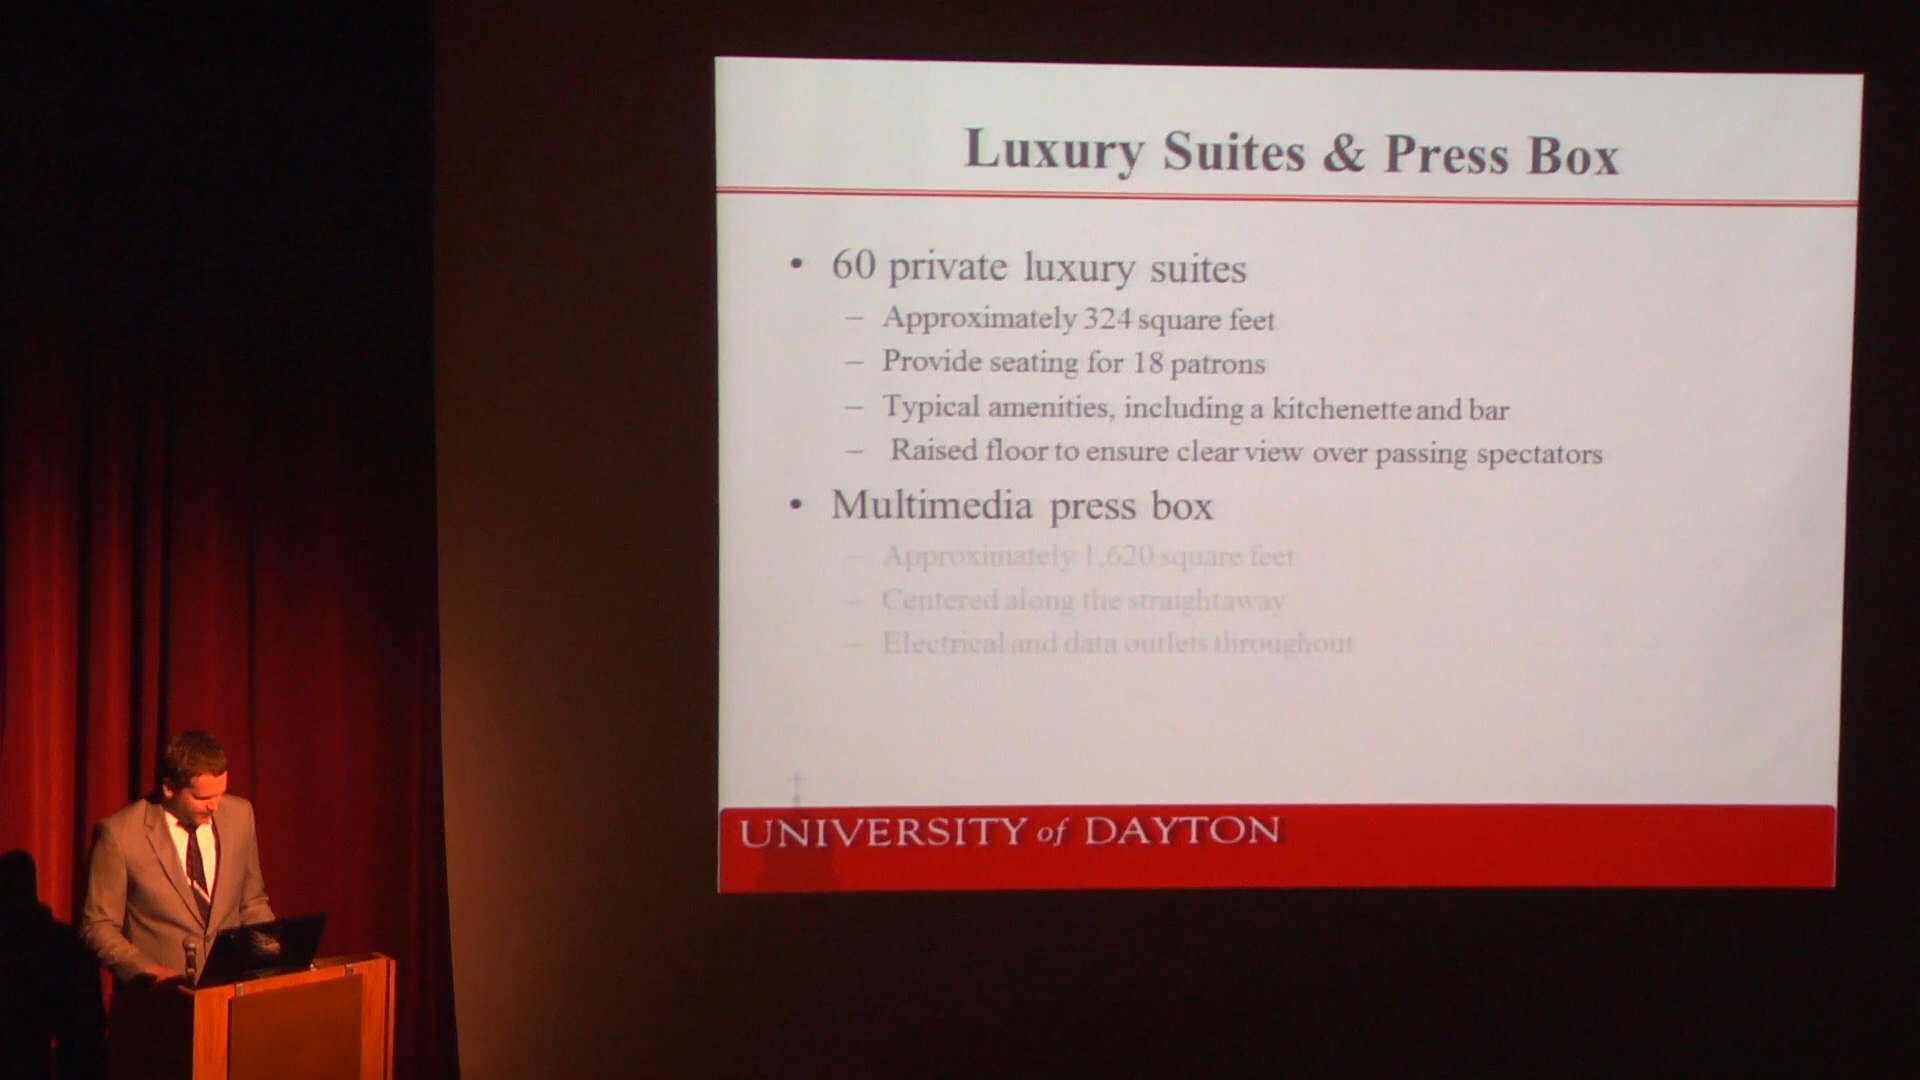 Luxury Suites & Press Box
• 60 private luxury suites
– Approximately 324 square feet
– Provide seating for 18 patrons
– Typical amenities, including a kitchenette and bar
– Raised floor to ensure clear view over passing spectators
• Multimedia press box
– Approximately 1,620 square feet
– Centered along the straightaway
– Electrical and data outlets throughout
UNIVERSITY of DAYTON